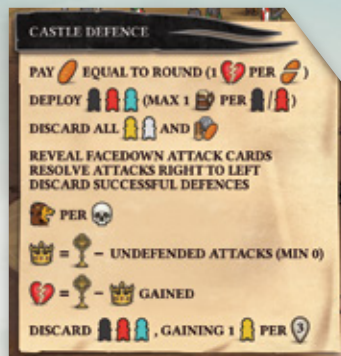 CASTLE DEFENCE
PAY EQUAL TO ROUND (1 PER )
DEPLOY (MAX 1 PER / )
DISCARD ALL AND
REVEAL FACEDOWN ATTACK CARDS
RESOLVE ATTACKS RIGHT TO LEFT
DISCARD SUCCESSFUL DEFENCES
PER
= – UNDEFENDED ATTACKS (MIN 0)
= – GAINED
DISCARD , GAINING 1 PER 3